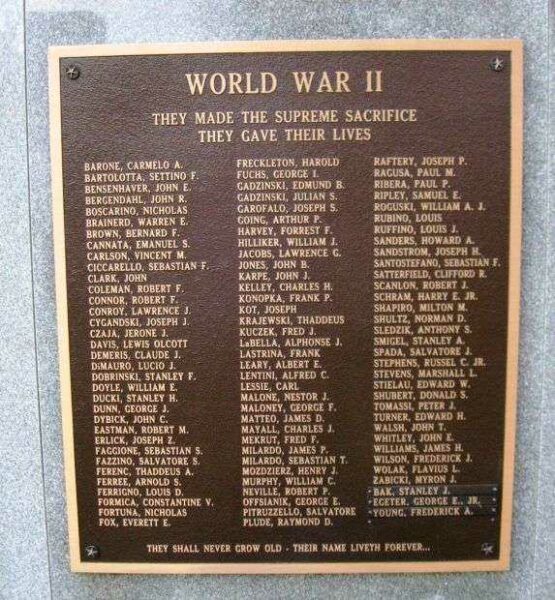 WORLD WAR II
THEY MADE THE SUPREME SACRIFICE
THEY GAVE THEIR LIVES
BARONE, CARMELO A.
BARTOLOTTA, SETTINO F.
BENSENHAVER, JOHN E.
BERGENDAHL, JOHN R.
BOSCARINO, NICHOLAS
BRAINERD, WARREN E.
BROWN, BERNARD F.
CANNATA, EMANUEL S.
CARLSON, VINCENT M.
CICCARELLO, SEBASTIAN F.
CLARK, JOHN
COLEMAN, ROBERT F.
CONNOR, ROBERT F.
CONROY, LAWRENCE J.
CYGANDSKI, JOSEPH J.
CZAJA, JEROME J.
DAVIS, LEWIS OLCOTT
DEMERIS, CLAUDE J.
DiMAURO, LUCIO J.
DOBRINSKI, STANLEY F.
DOYLE, WILLIAM E.
DUCKI, STANLEY H.
DUNN, GEORGE J.
DYBICK, JOHN C.
EASTMAN, ROBERT M.
ERLICK, JOSEPH Z.
FAGGIONE, SEBASTIAN S.
FAZZINO, SALVATORE S.
FERENC, THADDEUS A.
FERREE, ARNOLD S.
FERRIGNO, LOUIS D.
FORMICA, CONSTANTINE V.
FORTUNA, NICHOLAS
FOX, EVERETT E.
FRECKLETON, HAROLD
FUCHS, GEORGE I.
GADZINSKI, EDMUND B.
GADZINSKI, JULIAN S.
GAROFALO, JOSEPH S.
GOING, ARTHUR P.
HARVEY, FORREST F.
HILLIKER, WILLIAM J.
JACOBS, LAWRENCE G.
JONES, JOHN B.
KARPE, JOHN J.
KELLEY, CHARLES H.
KONOPKA, FRANK P.
KOT, JOSEPH
KRAJEWSKI, THADDEUS
KUCZEK, FRED J.
LaBELLA, ALPHONSE J.
LASTRINA, FRANK
LEARY, ALBERT E.
LENTINI, ALFRED C.
LESSIE, CARL
MALONE, NESTOR J.
MALONEY, GEORGE F.
MATTEO, JAMES D.
MAYALL, CHARLES J.
MEKRUT, FRED F.
MILARDO, JAMES P.
MILARDO, SEBASTIAN T.
MOZDZIERZ, HENRY J.
MURPHY, WILLIAM C.
NEVILLE, ROBERT P.
OFFSIANIK, GEORGE E.
PITRUZZELLO, SALVATORE
PLUDE, RAYMOND D.
RAFTERY, JOSEPH P.
RAGUSA, PAUL M.
RIBERA, PAUL P.
RIPLEY, SAMUEL E.
ROGUSKI, WILLIAM A. J.
RUBINO, LOUIS
RUFFINO, LOUIS J.
SANDERS, HOWARD A.
SANDSTROM, JOSEPH H.
SANTOSTEFANO, SEBASTIAN F.
SATTERFIELD, CLIFFORD R.
SCANLON, ROBERT J.
SCHRAM, HARRY E. JR.
SHAPIRO, MILTON M.
SHULTZ, NORMAN D.
SLEDZIK, ANTHONY S.
SMIGEL, STANLEY A.
SPADA, SALVATORE J.
STEPHENS, RUSSEL C. JR.
STEVENS, MARSHALL L.
STIELAU, EDWARD W.
SHUBERT, DONALD S.
TOMASSI, PETER J.
TURNER, EDWARD H.
WALSH, JOHN T.
WHITLEY, JOHN E.
WILLIAMS, JAMES H.
WILSON, FREDERICK J.
WOLAK, FLAVIUS L.
ZABICKI, MYRON J.
BAK, STANLEY J.
EGETER, GEORGE E., JR.
YOUNG, FREDERICK A.
THEY SHALL NEVER GROW OLD - THEIR NAME LIVETH FOREVER...